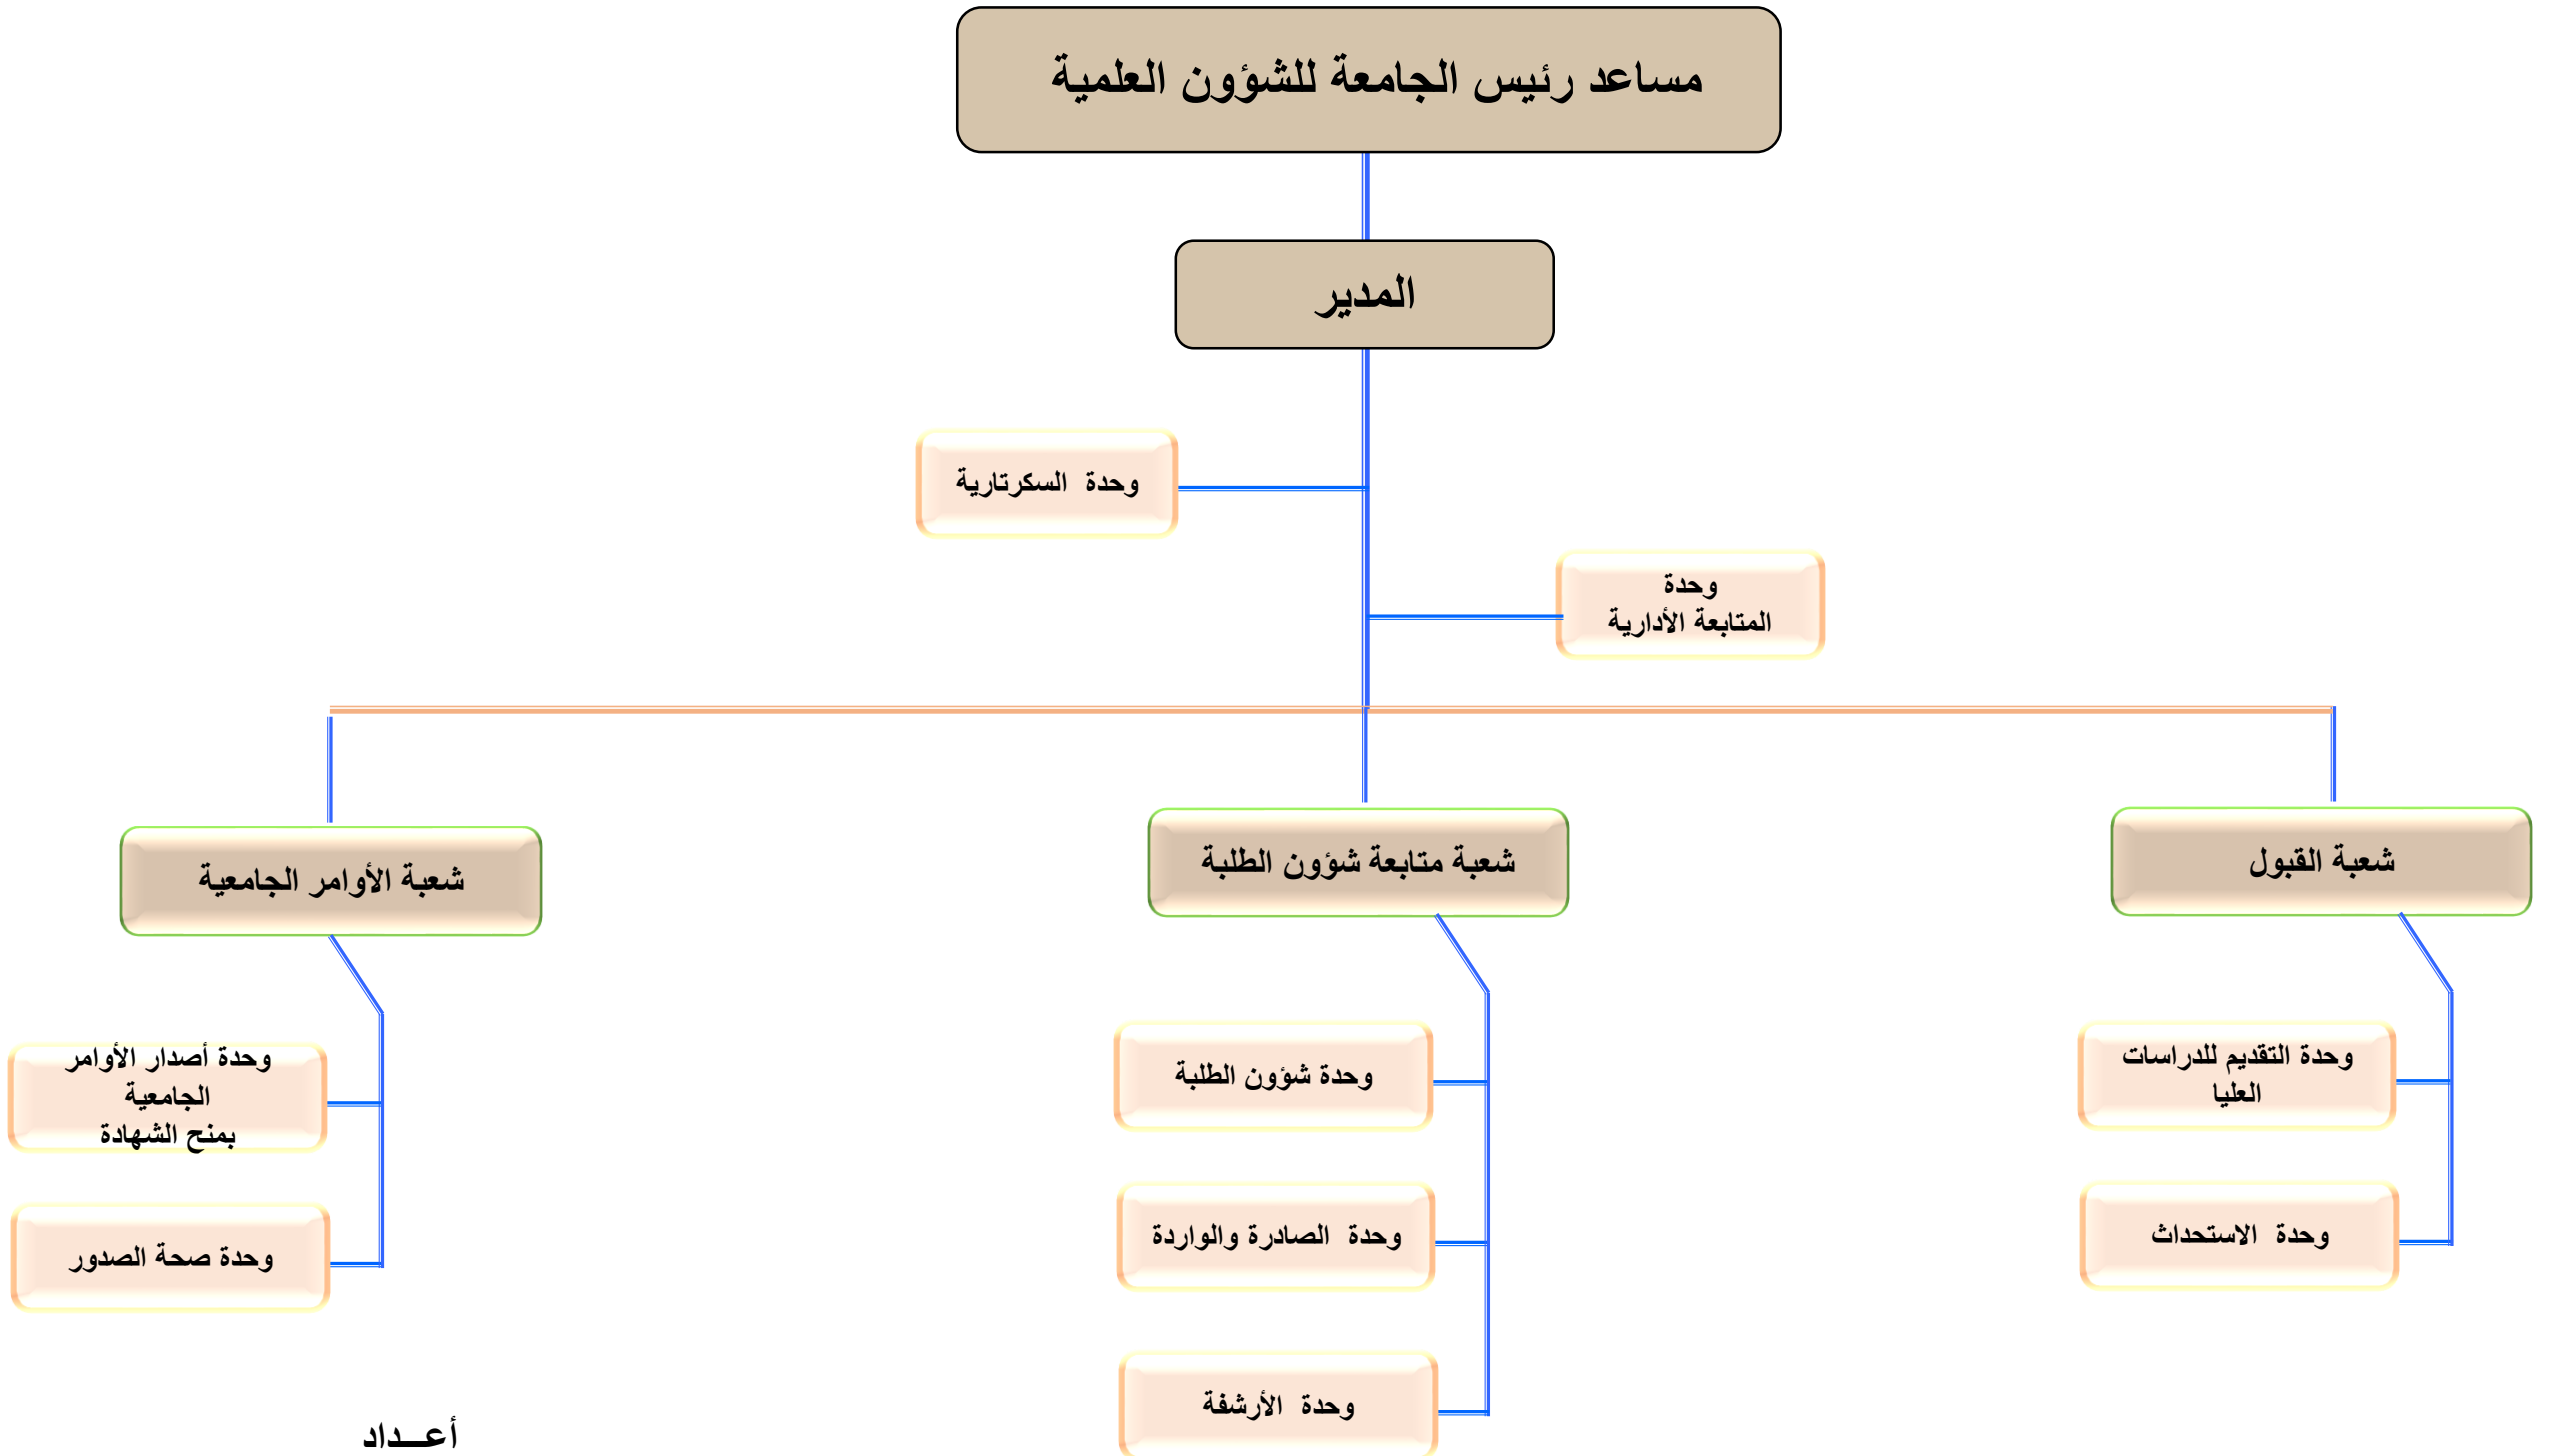 مساعد رئيس الجامعة للشؤون العلمية
المدير
وحدة السكرتارية
وحدة
المتابعة الأدارية
شعبة القبول
شعبة متابعة شؤون الطلبة
شعبة الأوامر الجامعية
وحدة التقديم للدراسات
العليا
وحدة الاستحداث
وحدة شؤون الطلبة
وحدة الصادرة والواردة
وحدة الأرشفة
وحدة أصدار الأوامر
الجامعية
بمنح الشهادة
وحدة صحة الصدور
أعــداد